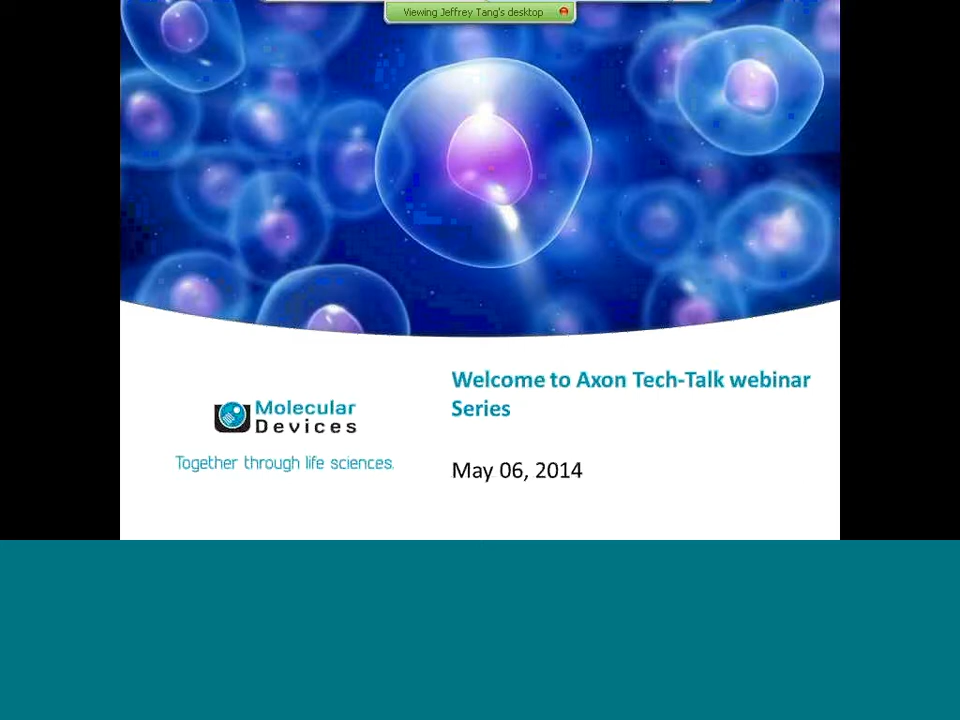 Viewing Jeffrey Tang's desktop
Welcome to Axon Tech-Talk webinar
Series
Molecular
Devices
Together through life sciences.
May 06, 2014